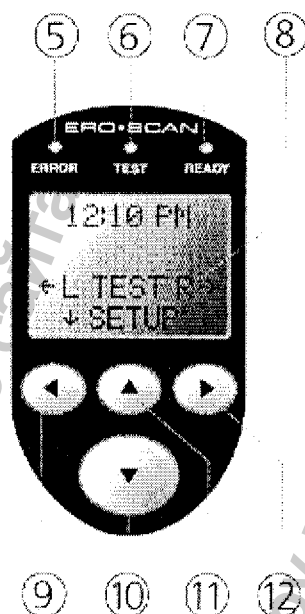 5 6 7 8
ERO•SCAN
ERROR TEST READY
12:10 PM
←L TEST R→
↓ SETUP
9 10 11 12